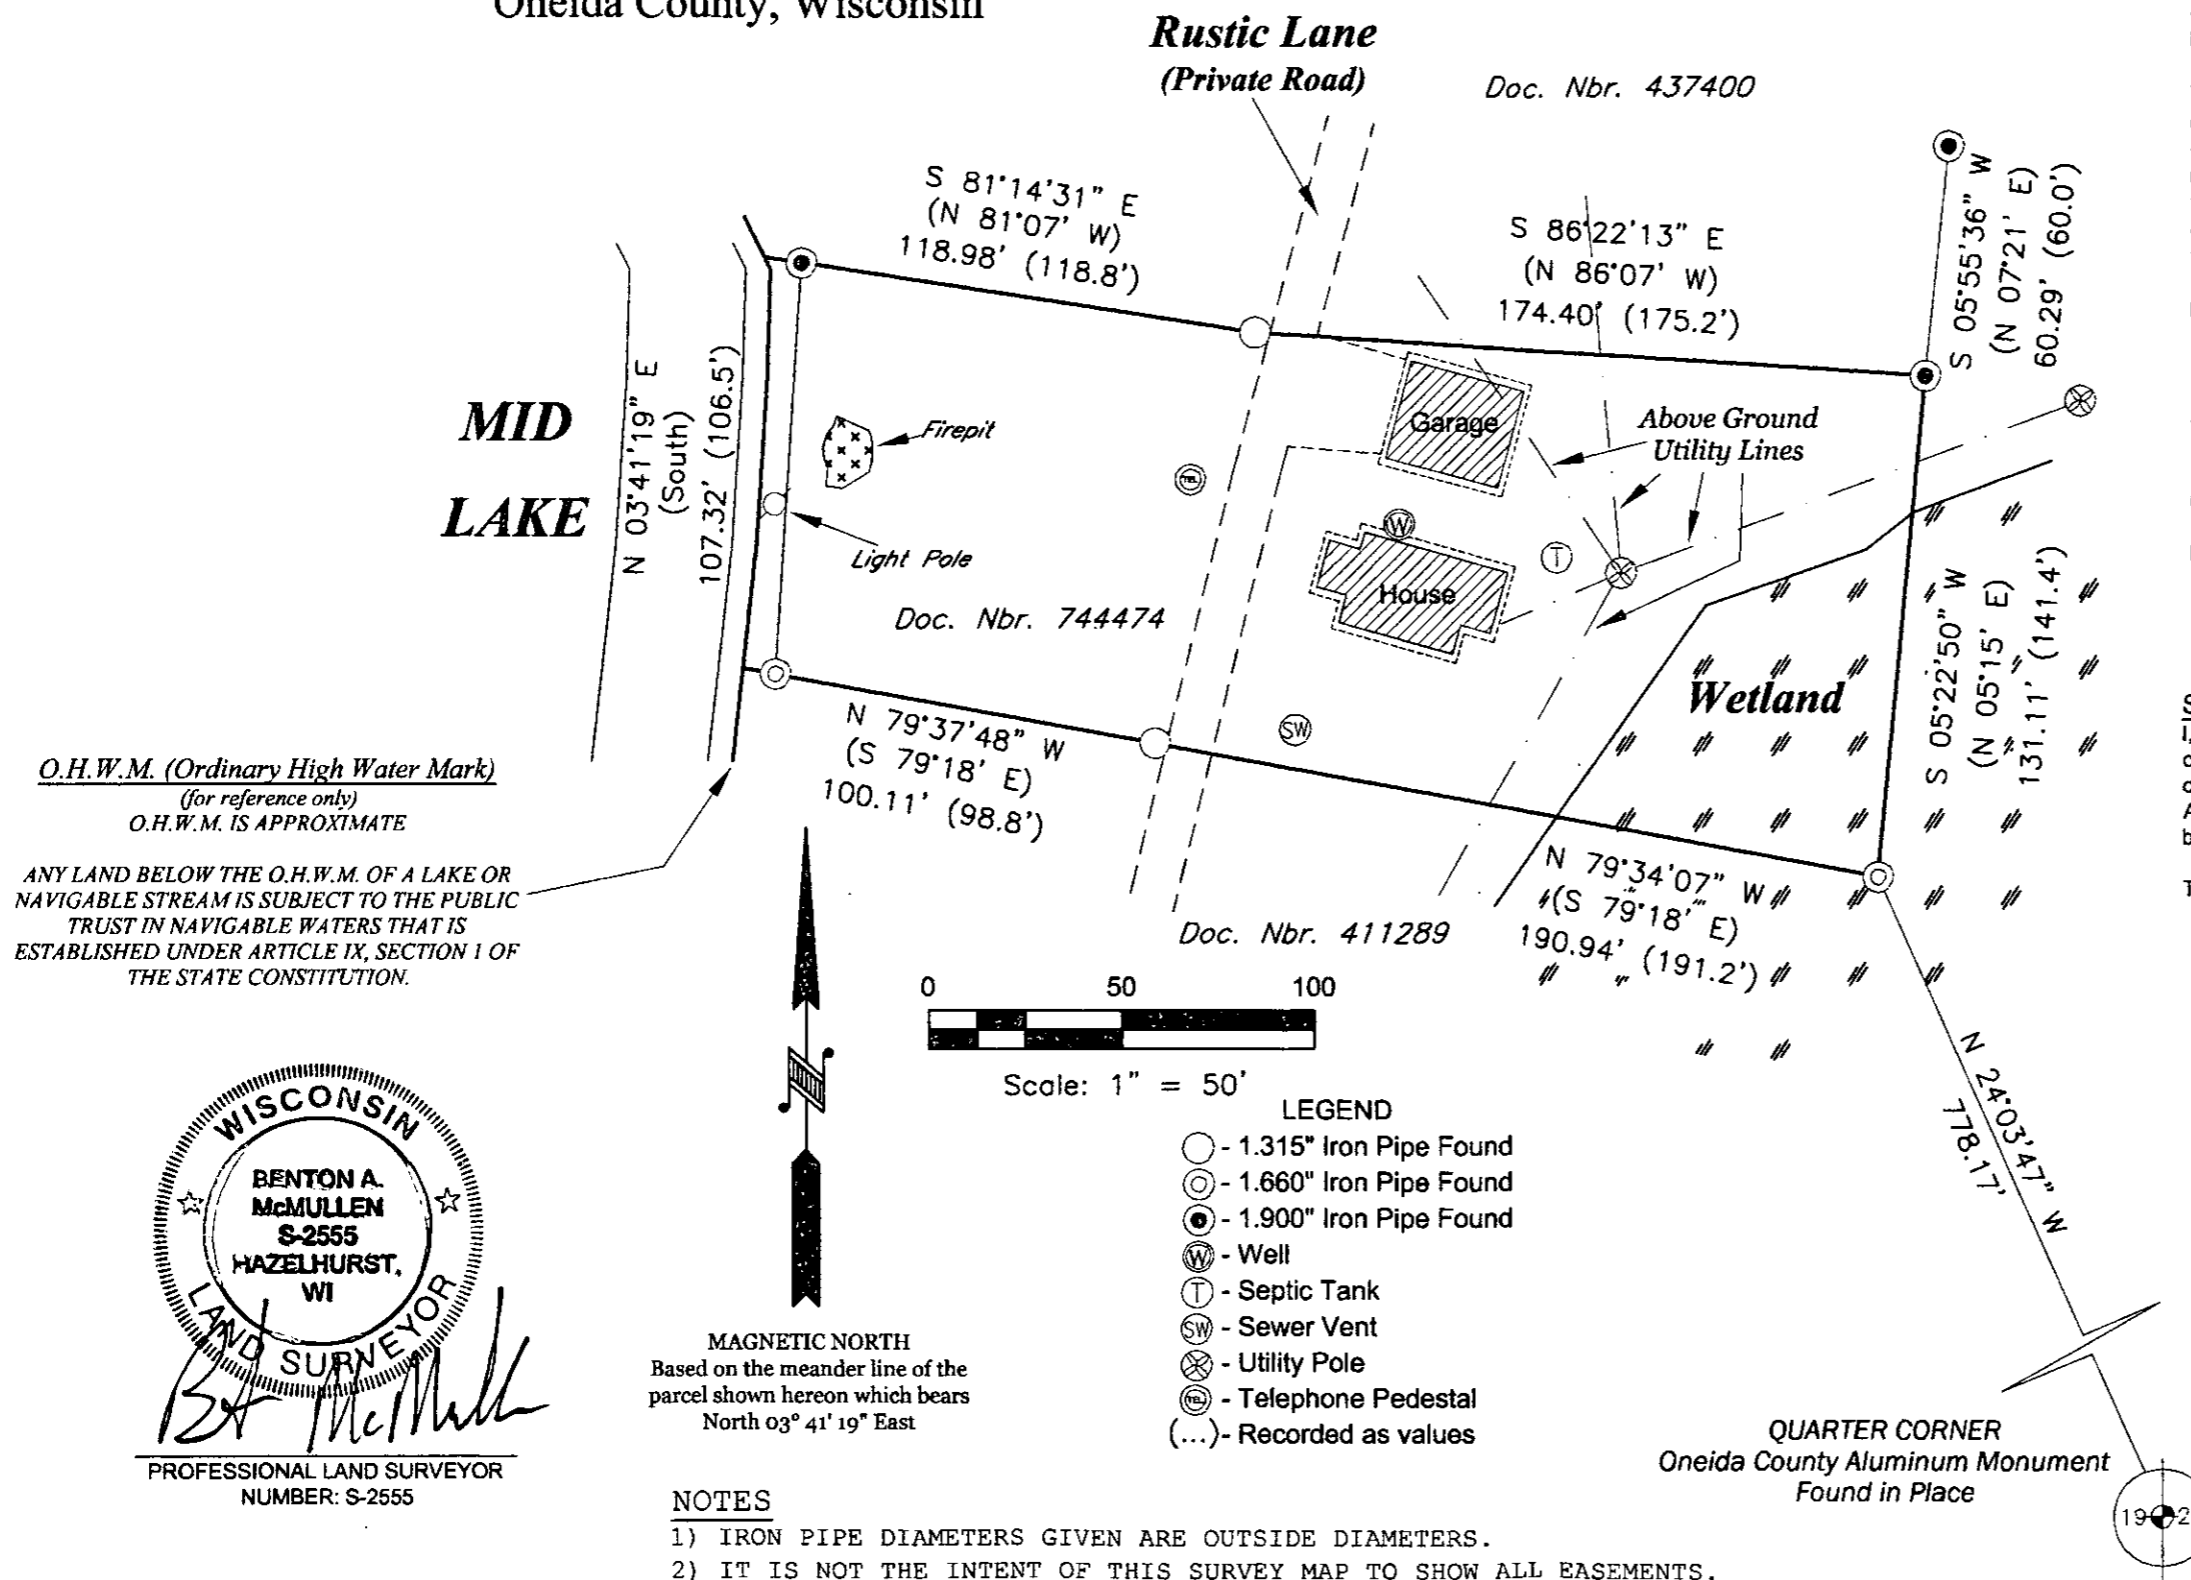 Oneida County, Wisconsin
Rustic Lane
(Private Road)
Doc. Nbr. 437400
S 81°14'31" E
(N 81°07' W)
118.98' (118.8')
S 86°22'13" E
(N 86°07' W)
174.40' (175.2')
S 05°55'36" W
(N 07°21' E)
60.29' (60.0')
MID
LAKE
N 03°41'19" E
(South)
107.32' (106.5')
Firepit
Light Pole
TEL
Garage
Above Ground
Utility Lines
W
T
House
Doc. Nbr. 744474
SW
Wetland
S 05°22'50" W
(N 05°15' E)
131.11' (141.4')
N 79°37'48" W
(S 79°18' E)
100.11' (98.8')
N 79°34'07" W
(S 79°18' E)
190.94' (191.2')
Doc. Nbr. 411289
O.H.W.M. (Ordinary High Water Mark)
(for reference only)
O.H.W.M. IS APPROXIMATE
ANY LAND BELOW THE O.H.W.M. OF A LAKE OR
NAVIGABLE STREAM IS SUBJECT TO THE PUBLIC
TRUST IN NAVIGABLE WATERS THAT IS
ESTABLISHED UNDER ARTICLE IX, SECTION 1 OF
THE STATE CONSTITUTION.
0 50 100
Scale: 1" = 50'
N 24°03'47" W
778.17'
LEGEND
- 1.315" Iron Pipe Found
- 1.660" Iron Pipe Found
- 1.900" Iron Pipe Found
W - Well
T - Septic Tank
SW - Sewer Vent
- Utility Pole
TEL - Telephone Pedestal
(...)- Recorded as values
WISCONSIN
BENTON A.
McMULLEN
S-2555
HAZELHURST,
WI
LAND SURVEYOR
PROFESSIONAL LAND SURVEYOR
NUMBER: S-2555
N
MAGNETIC NORTH
Based on the meander line of the
parcel shown hereon which bears
North 03° 41' 19" East
QUARTER CORNER
Oneida County Aluminum Monument
Found in Place
19 2
NOTES
1) IRON PIPE DIAMETERS GIVEN ARE OUTSIDE DIAMETERS.
2) IT IS NOT THE INTENT OF THIS SURVEY MAP TO SHOW ALL EASEMENTS.